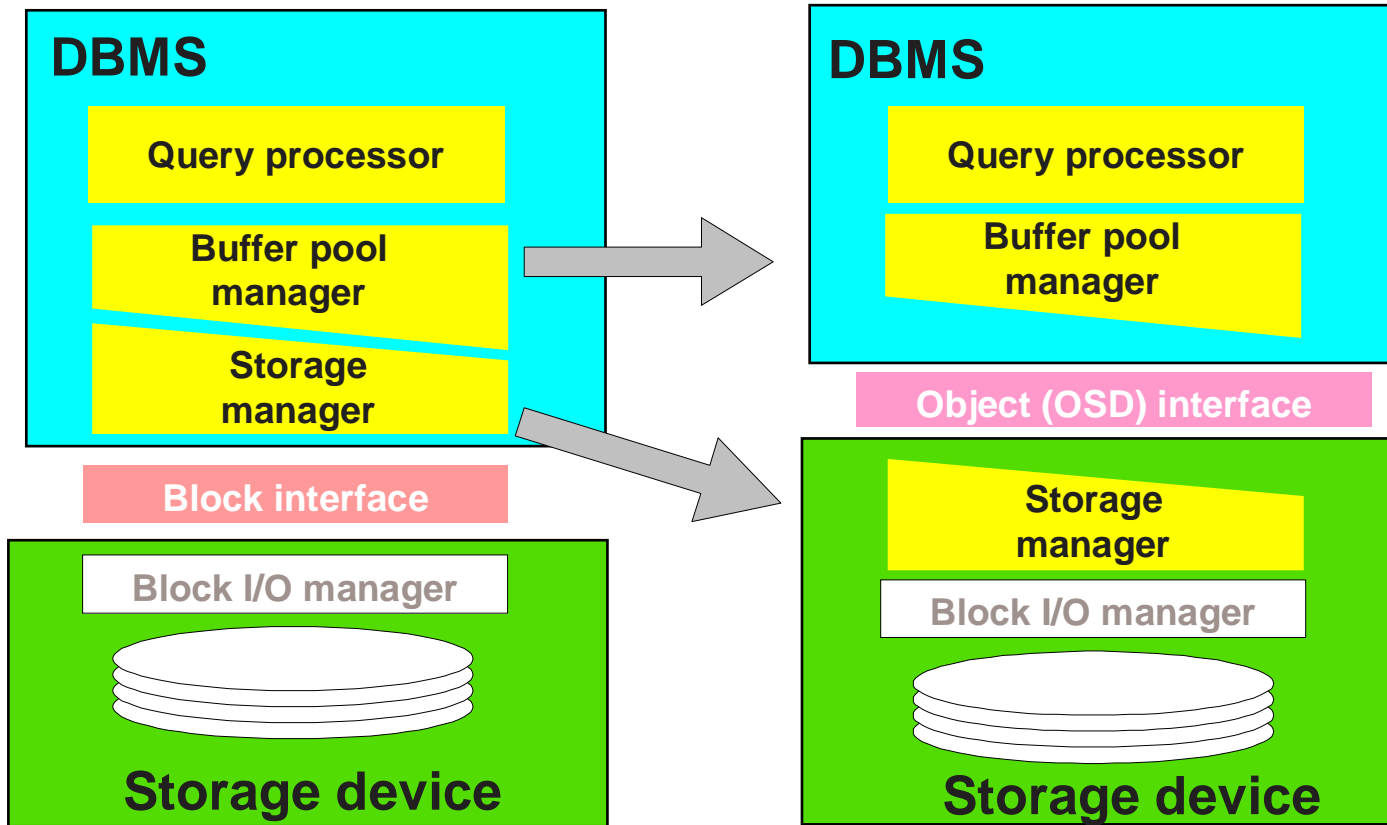 DBMS
Query processor
Buffer pool
manager
Storage
manager
Block interface
Block I/O manager
Storage device
DBMS
Query processor
Buffer pool
manager
Object (OSD) interface
Storage
manager
Block I/O manager
Storage device